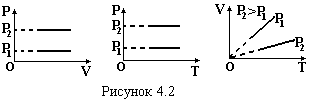 P P V P₂>P₁
P₂ P₂ P₁
P₁ P₁ P₂
O V O T O T
Рисунок 4.2